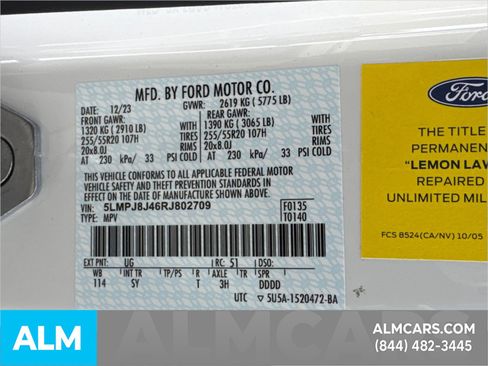 MFD. BY FORD MOTOR CO.
DATE: 12/23 GVWR: 2619 KG ( 5775 LB)
FRONT GAWR: REAR GAWR:
1320 KG ( 2910 LB) WITH 1390 KG ( 3065 LB) WITH
255/55R20 107H TIRES 255/55R20 107H TIRES
20x8.0J RIMS 20x8.0J RIMS
AT 230 kPa/ 33 PSI COLD AT 230 kPa/ 33 PSI COLD
THIS VEHICLE CONFORMS TO ALL APPLICABLE FEDERAL MOTOR
VEHICLE SAFETY AND THEFT PREVENTION STANDARDS IN
EFFECT ON THE DATE OF MANUFACTURE SHOWN ABOVE.
VIN: 5LMPJ8J46RJ802709 F0135
TYPE: MPV T0140
EXT PNT: UG RC: 51 DSO:
WB INT TR TP/PS R AXLE TR SPR
114 SY T 3H J DDDD
UTC 5U5A-1520472-BA
Ford
THE TITLE
PERMANEN
"LEMON LAW
REPAIRED
UNLIMITED MIL
FCS 8524(CA/NV) 10/05
ALM
ALMCARS
ALMCARS.COM
(844) 482-3445